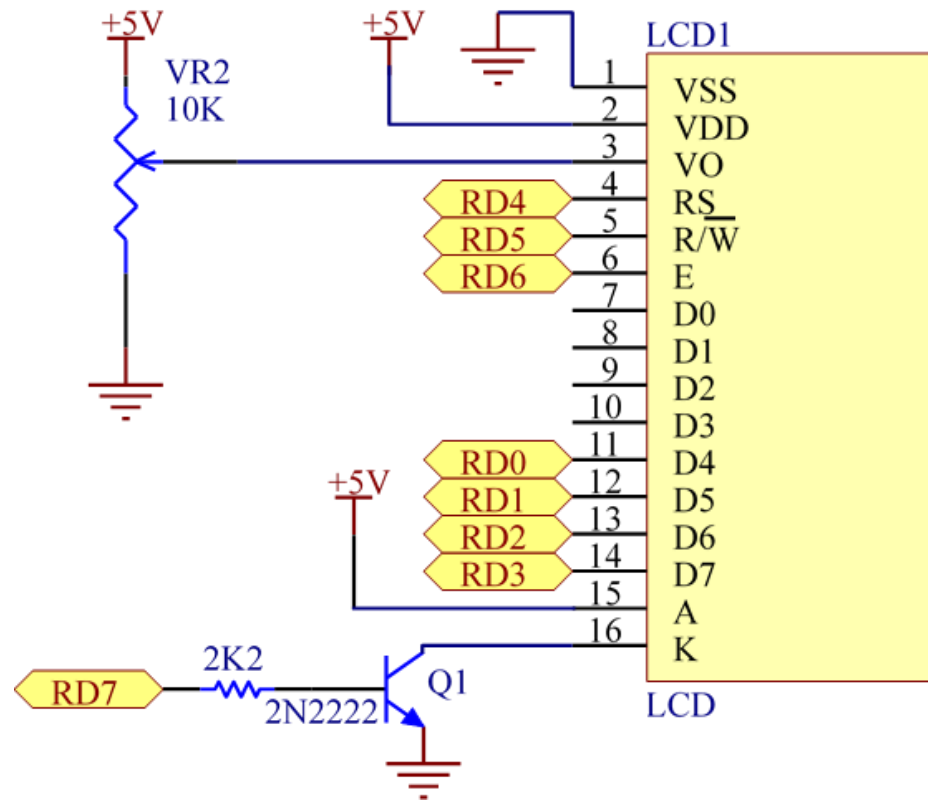 +5V
+5V
LCD1
VR2
10K
1 VSS
2 VDD
3 VO
RD4 4 RS
RD5 5 R/W
RD6 6 E
7 D0
8 D1
9 D2
10 D3
RD0 11 D4
+5V
RD1 12 D5
RD2 13 D6
RD3 14 D7
15 A
16 K
2K2
RD7
Q1
2N2222
LCD